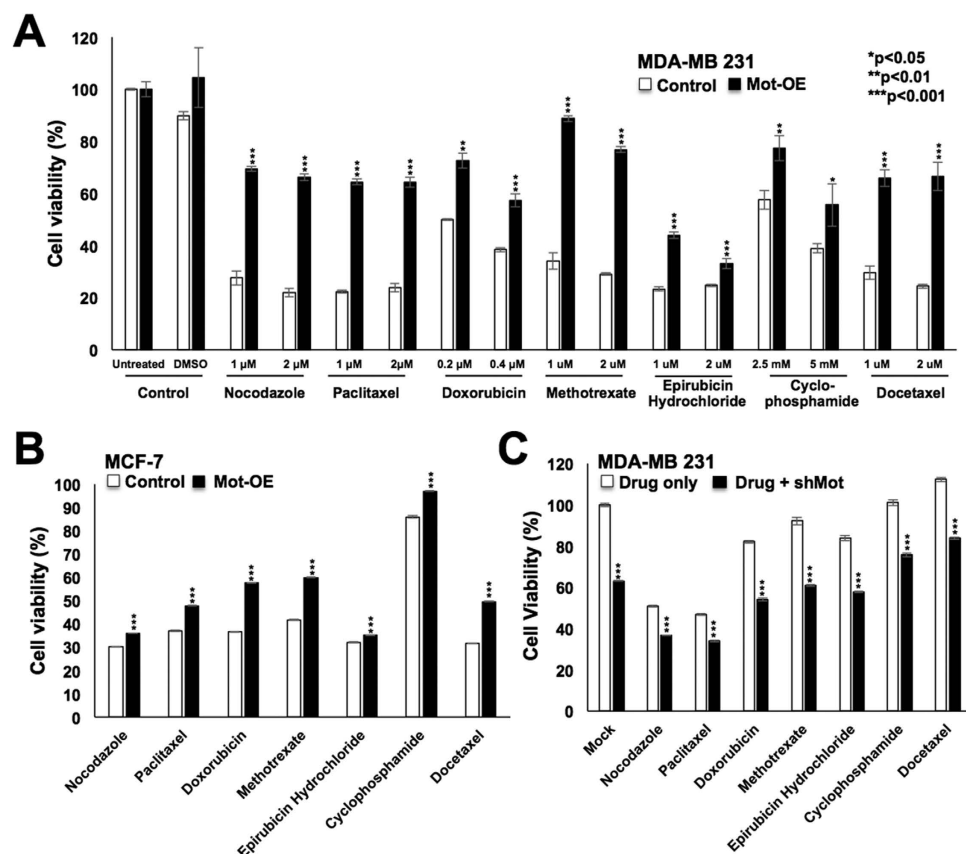 A
MDA-MB 231
Control Mot-OE
*p<0.05
**p<0.01
***p<0.001
Cell viability (%)
120
100
80
60
40
20
0
*** *** *** *** ** *** *** *** *** *** ** * *** ***
Untreated DMSO 1 µM 2 µM 1 µM 2µM 0.2 µM 0.4 µM 1 uM 2 uM 1 uM 2 uM 2.5 mM 5 mM 1 uM 2 uM
Control Nocodazole Paclitaxel Doxorubicin Methotrexate Epirubicin Cyclo- Docetaxel
Hydrochloride phosphamide
B
MCF-7
Control Mot-OE
Cell viability (%)
100
90
80
70
60
50
40
30
20
10
0
*** *** *** *** *** *** ***
Nocodazole
Paclitaxel
Doxorubicin
Methotrexate
Epirubicin Hydrochloride
Cyclophosphamide
Docetaxel
C
MDA-MB 231
Drug only Drug + shMot
Cell Viability (%)
120
100
80
60
40
20
0
*** *** *** *** *** *** *** ***
Mock
Nocodazole
Paclitaxel
Doxorubicin
Methotrexate
Epirubicin Hydrochloride
Cyclophosphamide
Docetaxel